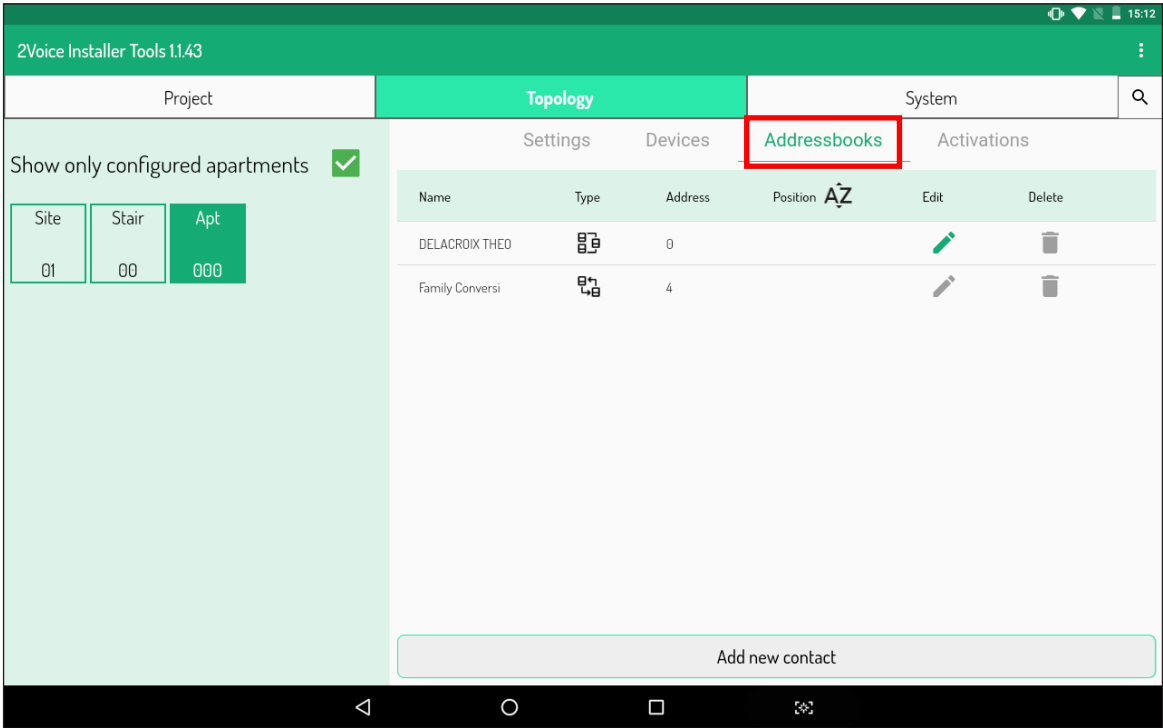 15:12
2Voice Installer Tools 1.1.43
Project Topology System
Settings Devices Addressbooks Activations
Show only configured apartments
Site Stair Apt
01 00 000
Name Type Address Position AZ Edit Delete
DELACROIX THEO 0
Family Conversi 4
Add new contact